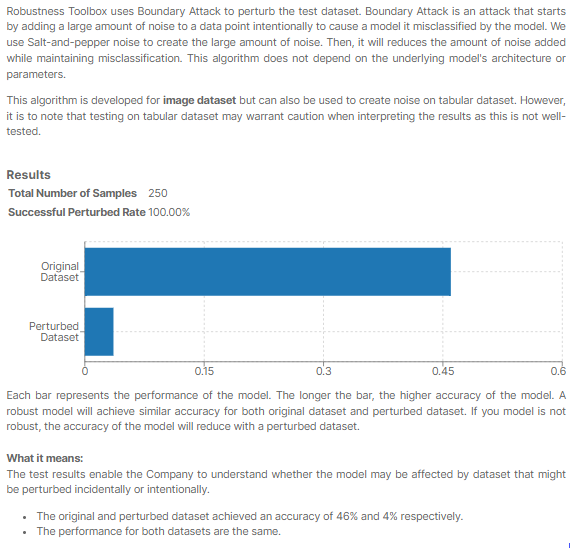 Robustness Toolbox uses Boundary Attack to perturb the test dataset. Boundary Attack is an attack that starts
by adding a large amount of noise to a data point intentionally to cause a model it misclassified by the model. We
use Salt-and-pepper noise to create the large amount of noise. Then, it will reduces the amount of noise added
while maintaining misclassification. This algorithm does not depend on the underlying model's architecture or
parameters.
This algorithm is developed for image dataset but can also be used to create noise on tabular dataset. However,
it is to note that testing on tabular dataset may warrant caution when interpreting the results as this is not well-
tested.
Results
Total Number of Samples 250
Successful Perturbed Rate 100.00%
Original
Dataset
Perturbed
Dataset
0 0.15 0.3 0.45 0.6
Each bar represents the performance of the model. The longer the bar, the higher accuracy of the model. A
robust model will achieve similar accuracy for both original dataset and perturbed dataset. If you model is not
robust, the accuracy of the model will reduce with a perturbed dataset.
What it means:
The test results enable the Company to understand whether the model may be affected by dataset that might
be perturbed incidentally or intentionally.
• The original and perturbed dataset achieved an accuracy of 46% and 4% respectively.
• The performance for both datasets are the same.